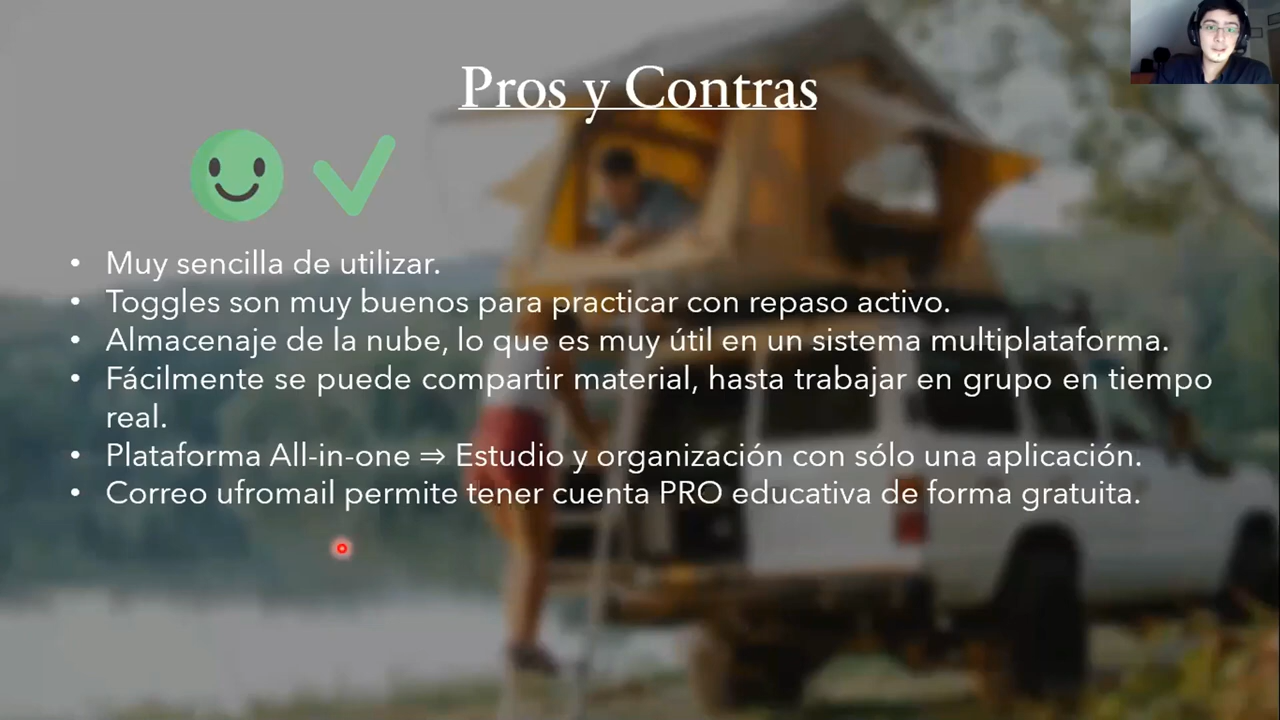 Pros y Contras
• Muy sencilla de utilizar.
• Toggles son muy buenos para practicar con repaso activo.
• Almacenaje de la nube, lo que es muy útil en un sistema multiplataforma.
• Fácilmente se puede compartir material, hasta trabajar en grupo en tiempo
real.
• Plataforma All-in-one ⇒ Estudio y organización con sólo una aplicación.
• Correo ufromail permite tener cuenta PRO educativa de forma gratuita.